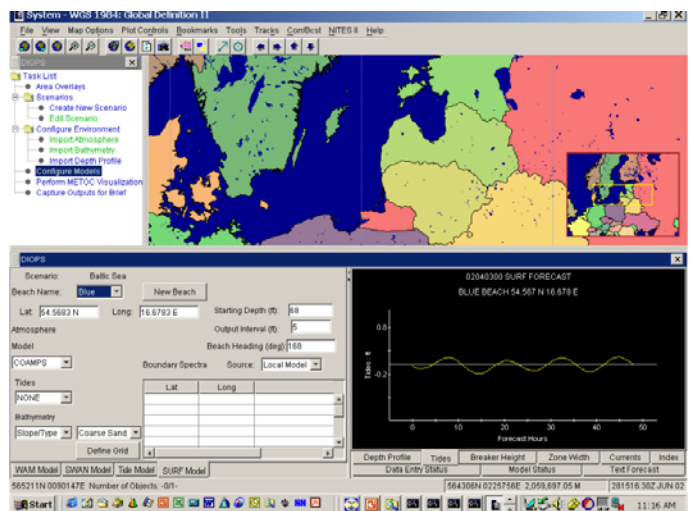 System - WGS 1984: Global Definition II
File View Map Options Plot Controls Bookmarks Tools Tracks Com/Bcst NITES II Help
DIOPS
Task List
Area Overlays
Scenarios
Create New Scenario
Edit Scenario
Configure Environment
Import Atmosphere
Import Bathymetry
Import Depth Profile
Configure Models
Perform METOC Visualization
Capture Outputs for Brief
DIOPS
Scenario: Baltic Sea
Beach Name: Blue New Beach
Lat: 54.5683 N Long: 16.6783 E Starting Depth (ft): 68
Atmosphere Output Interval (ft): 5
Model Beach Heading (deg): 168
COAMPS Boundary Spectra Source: Local Model
Tides Lat Long
NONE
Bathymetry
Slope/Type Coarse Sand
Define Grid
WAM Model SWAN Model Tide Model SURF Model
02040300 SURF FORECAST
BLUE BEACH 54.567 N 16.678 E
Tides : ft
0.8
-0.2
0 10 20 30 40 50
Forecast Hours
Depth Profile Tides Breaker Height Zone Width Currents Index
Data Entry Status Model Status Text Forecast
565211N 0090147E Number of Objects: -0/1- 564306N 0225756E 2,059,697.05 M 281516:30Z JUN 02
Start 11:16 AM